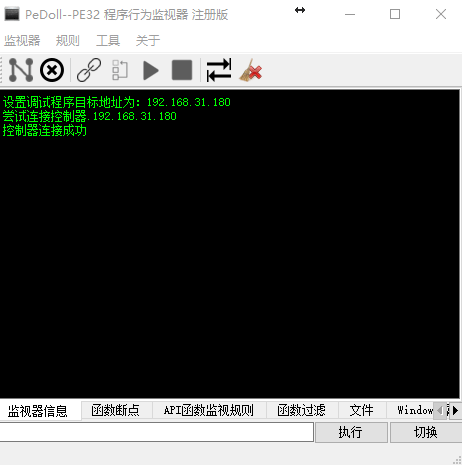 PeDoll--PE32 程序行为监视器 注册版
监视器 规则 工具 关于
设置调试程序目标地址为: 192.168.31.180
尝试连接控制器.192.168.31.180
控制器连接成功
监视器信息 函数断点 API函数监视规则 函数过滤 文件 Window
执行 切换